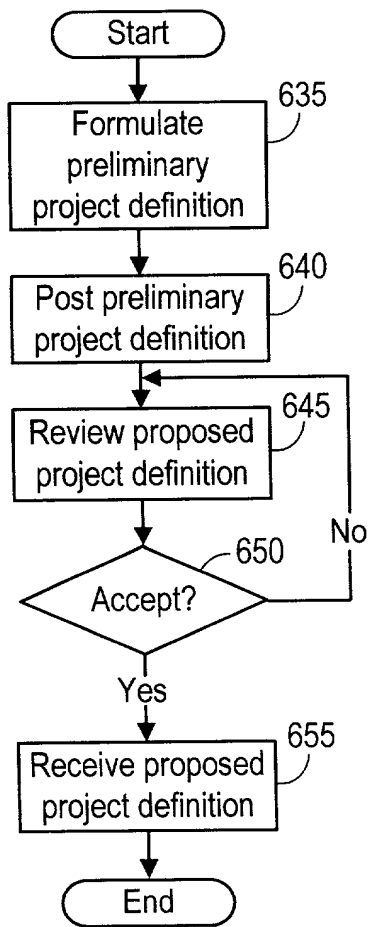 Start
635
Formulate
preliminary
project definition
640
Post preliminary
project definition
645
Review proposed
project definition
No
650
Accept?
Yes
655
Receive proposed
project definition
End